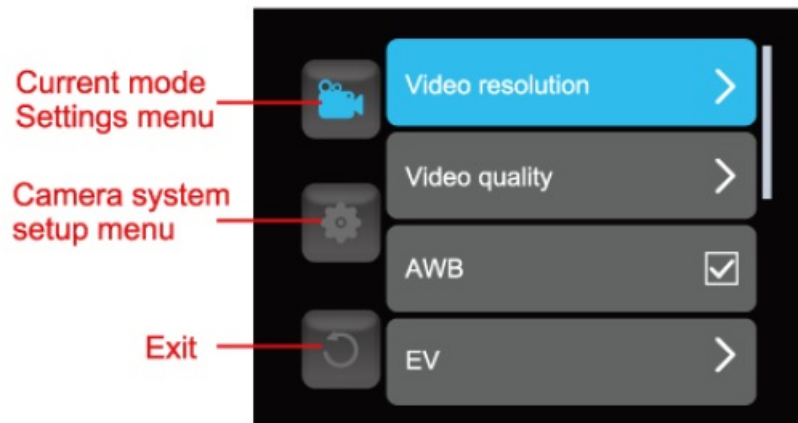 Current mode
Settings menu
Camera system
setup menu
Exit
Video resolution
Video quality
AWB
EV